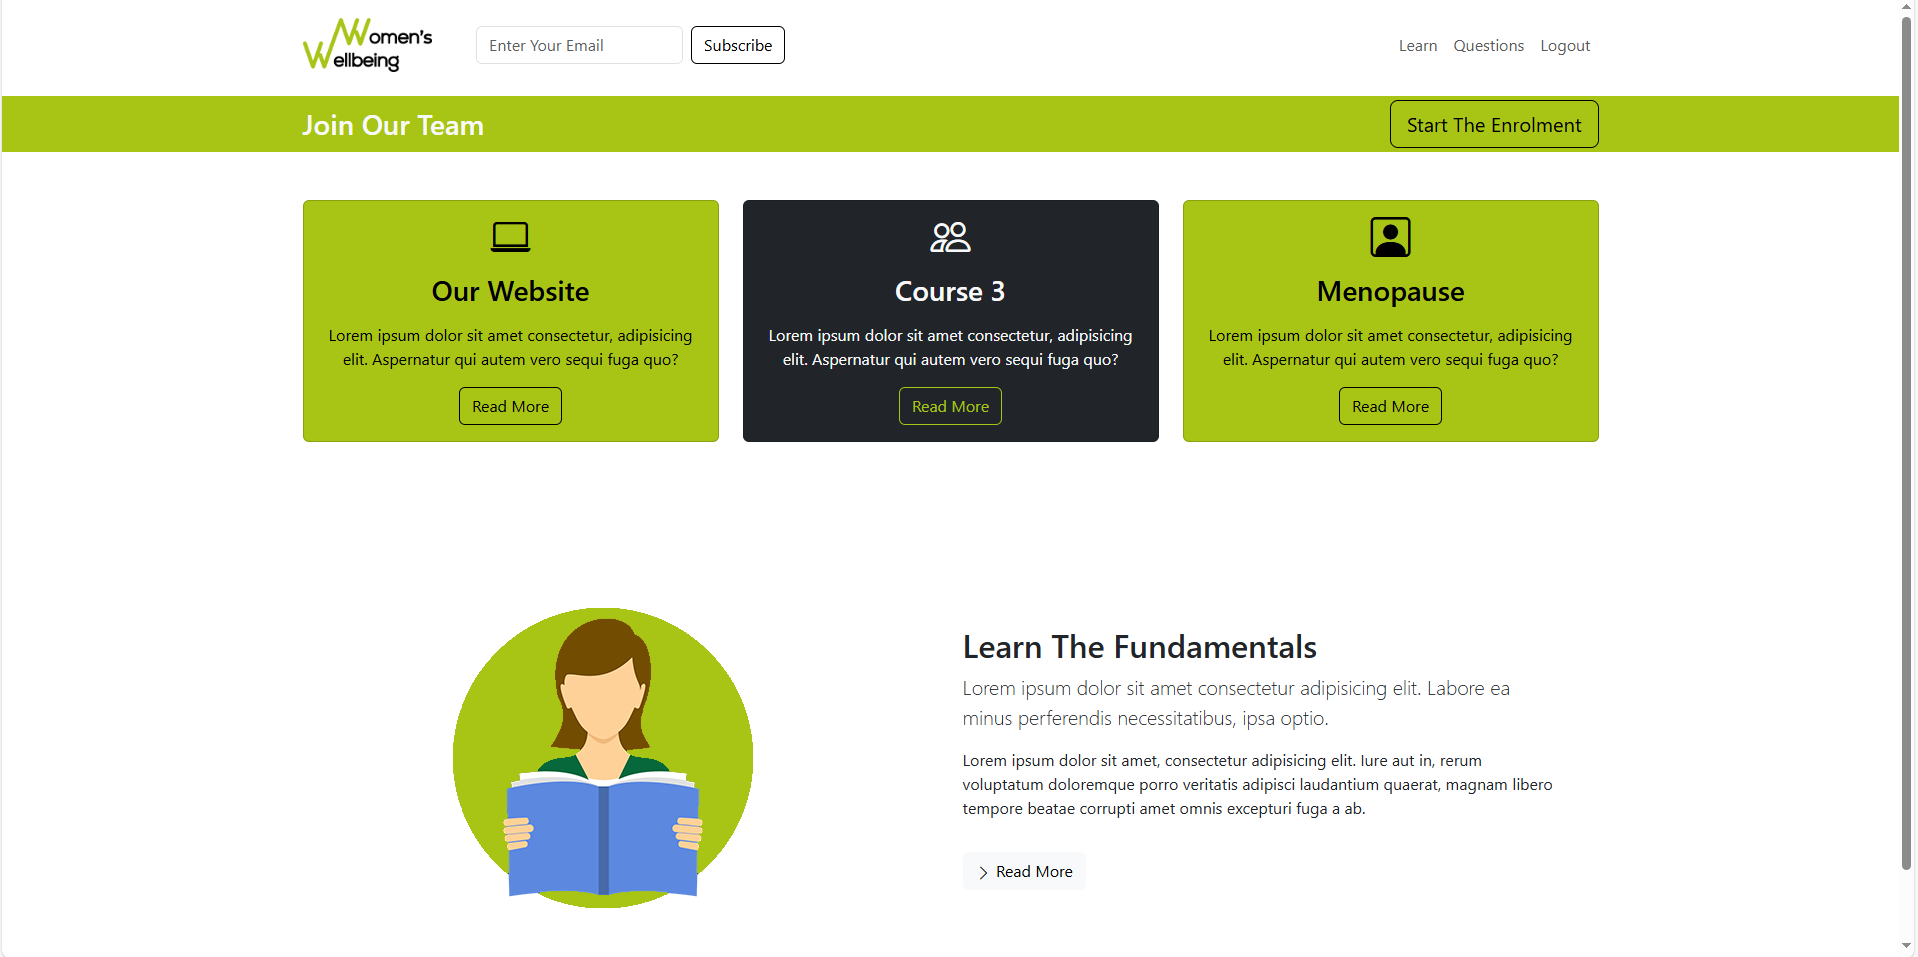 Women's
Wellbeing
Enter Your Email
Subscribe
Learn
Questions
Logout
Join Our Team
Start The Enrolment
Our Website
Lorem ipsum dolor sit amet consectetur, adipisicing
elit. Aspernatur qui autem vero sequi fuga quo?
Read More
Course 3
Lorem ipsum dolor sit amet consectetur, adipisicing
elit. Aspernatur qui autem vero sequi fuga quo?
Read More
Menopause
Lorem ipsum dolor sit amet consectetur, adipisicing
elit. Aspernatur qui autem vero sequi fuga quo?
Read More
Learn The Fundamentals
Lorem ipsum dolor sit amet consectetur adipisicing elit. Labore ea
minus perferendis necessitatibus, ipsa optio.
Lorem ipsum dolor sit amet, consectetur adipisicing elit. Iure aut in, rerum
voluptatum doloremque porro veritatis adipisci laudantium quaerat, magnam libero
tempore beatae corrupti amet omnis excepturi fuga a ab.
Read More